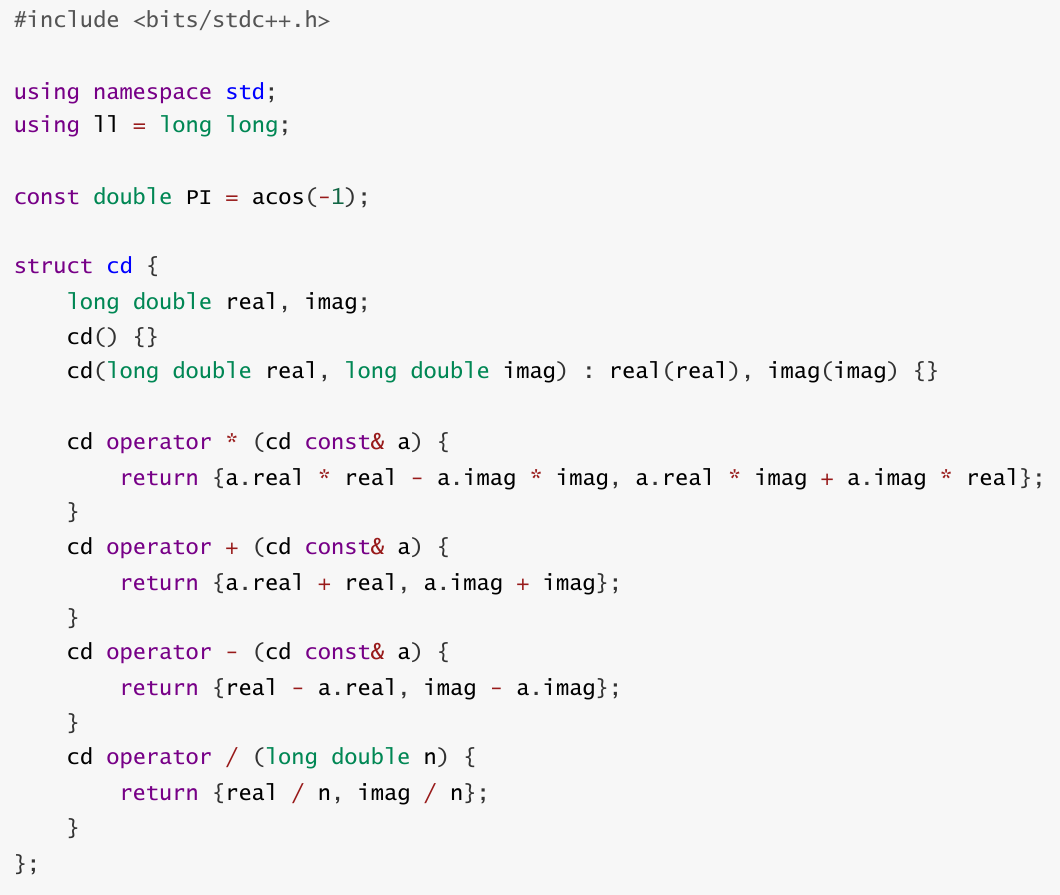 #include <bits/stdc++.h>

using namespace std;
using ll = long long;

const double PI = acos(-1);

struct cd {
    long double real, imag;
    cd() {}
    cd(long double real, long double imag) : real(real), imag(imag) {}

    cd operator * (cd const& a) {
        return {a.real * real - a.imag * imag, a.real * imag + a.imag * real};
    }
    cd operator + (cd const& a) {
        return {a.real + real, a.imag + imag};
    }
    cd operator - (cd const& a) {
        return {real - a.real, imag - a.imag};
    }
    cd operator / (long double n) {
        return {real / n, imag / n};
    }
};